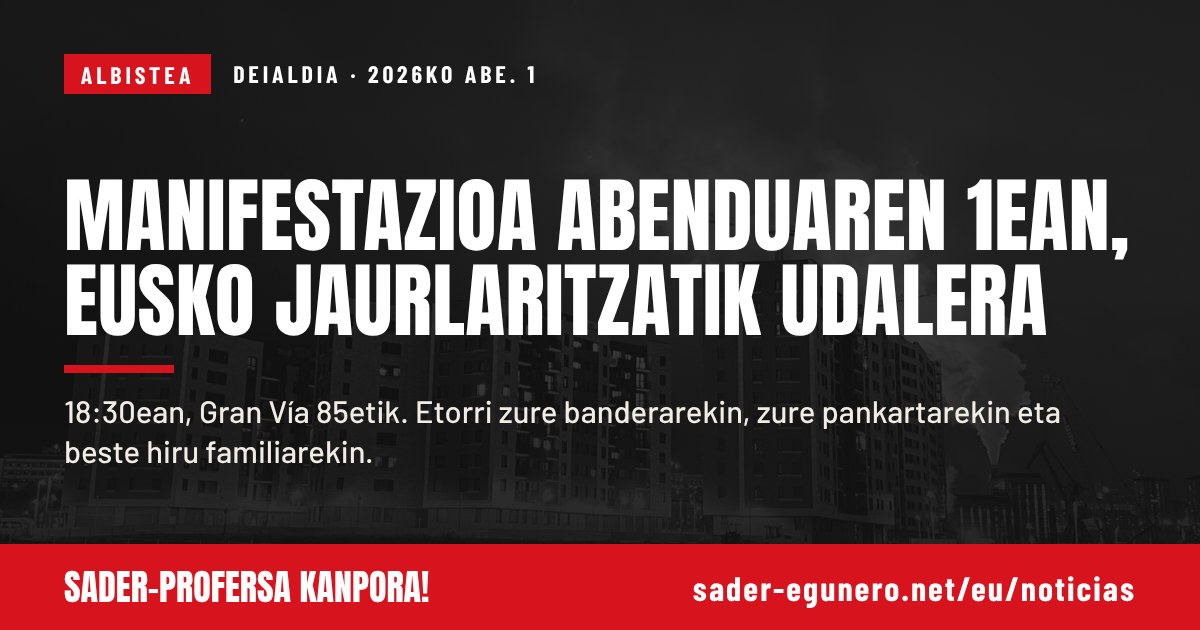 ALBISTEA
DEIALDIA · 2026KO ABE. 1
MANIFESTAZIOA ABENDUAREN 1EAN,
EUSKO JAURLARITZATIK UDALERA
18:30ean, Gran Vía 85etik. Etorri zure banderarekin, zure pankartarekin eta
beste hiru familiarekin.
SADER-PROFERSA KANPORA!
sader-egunero.net/eu/noticias